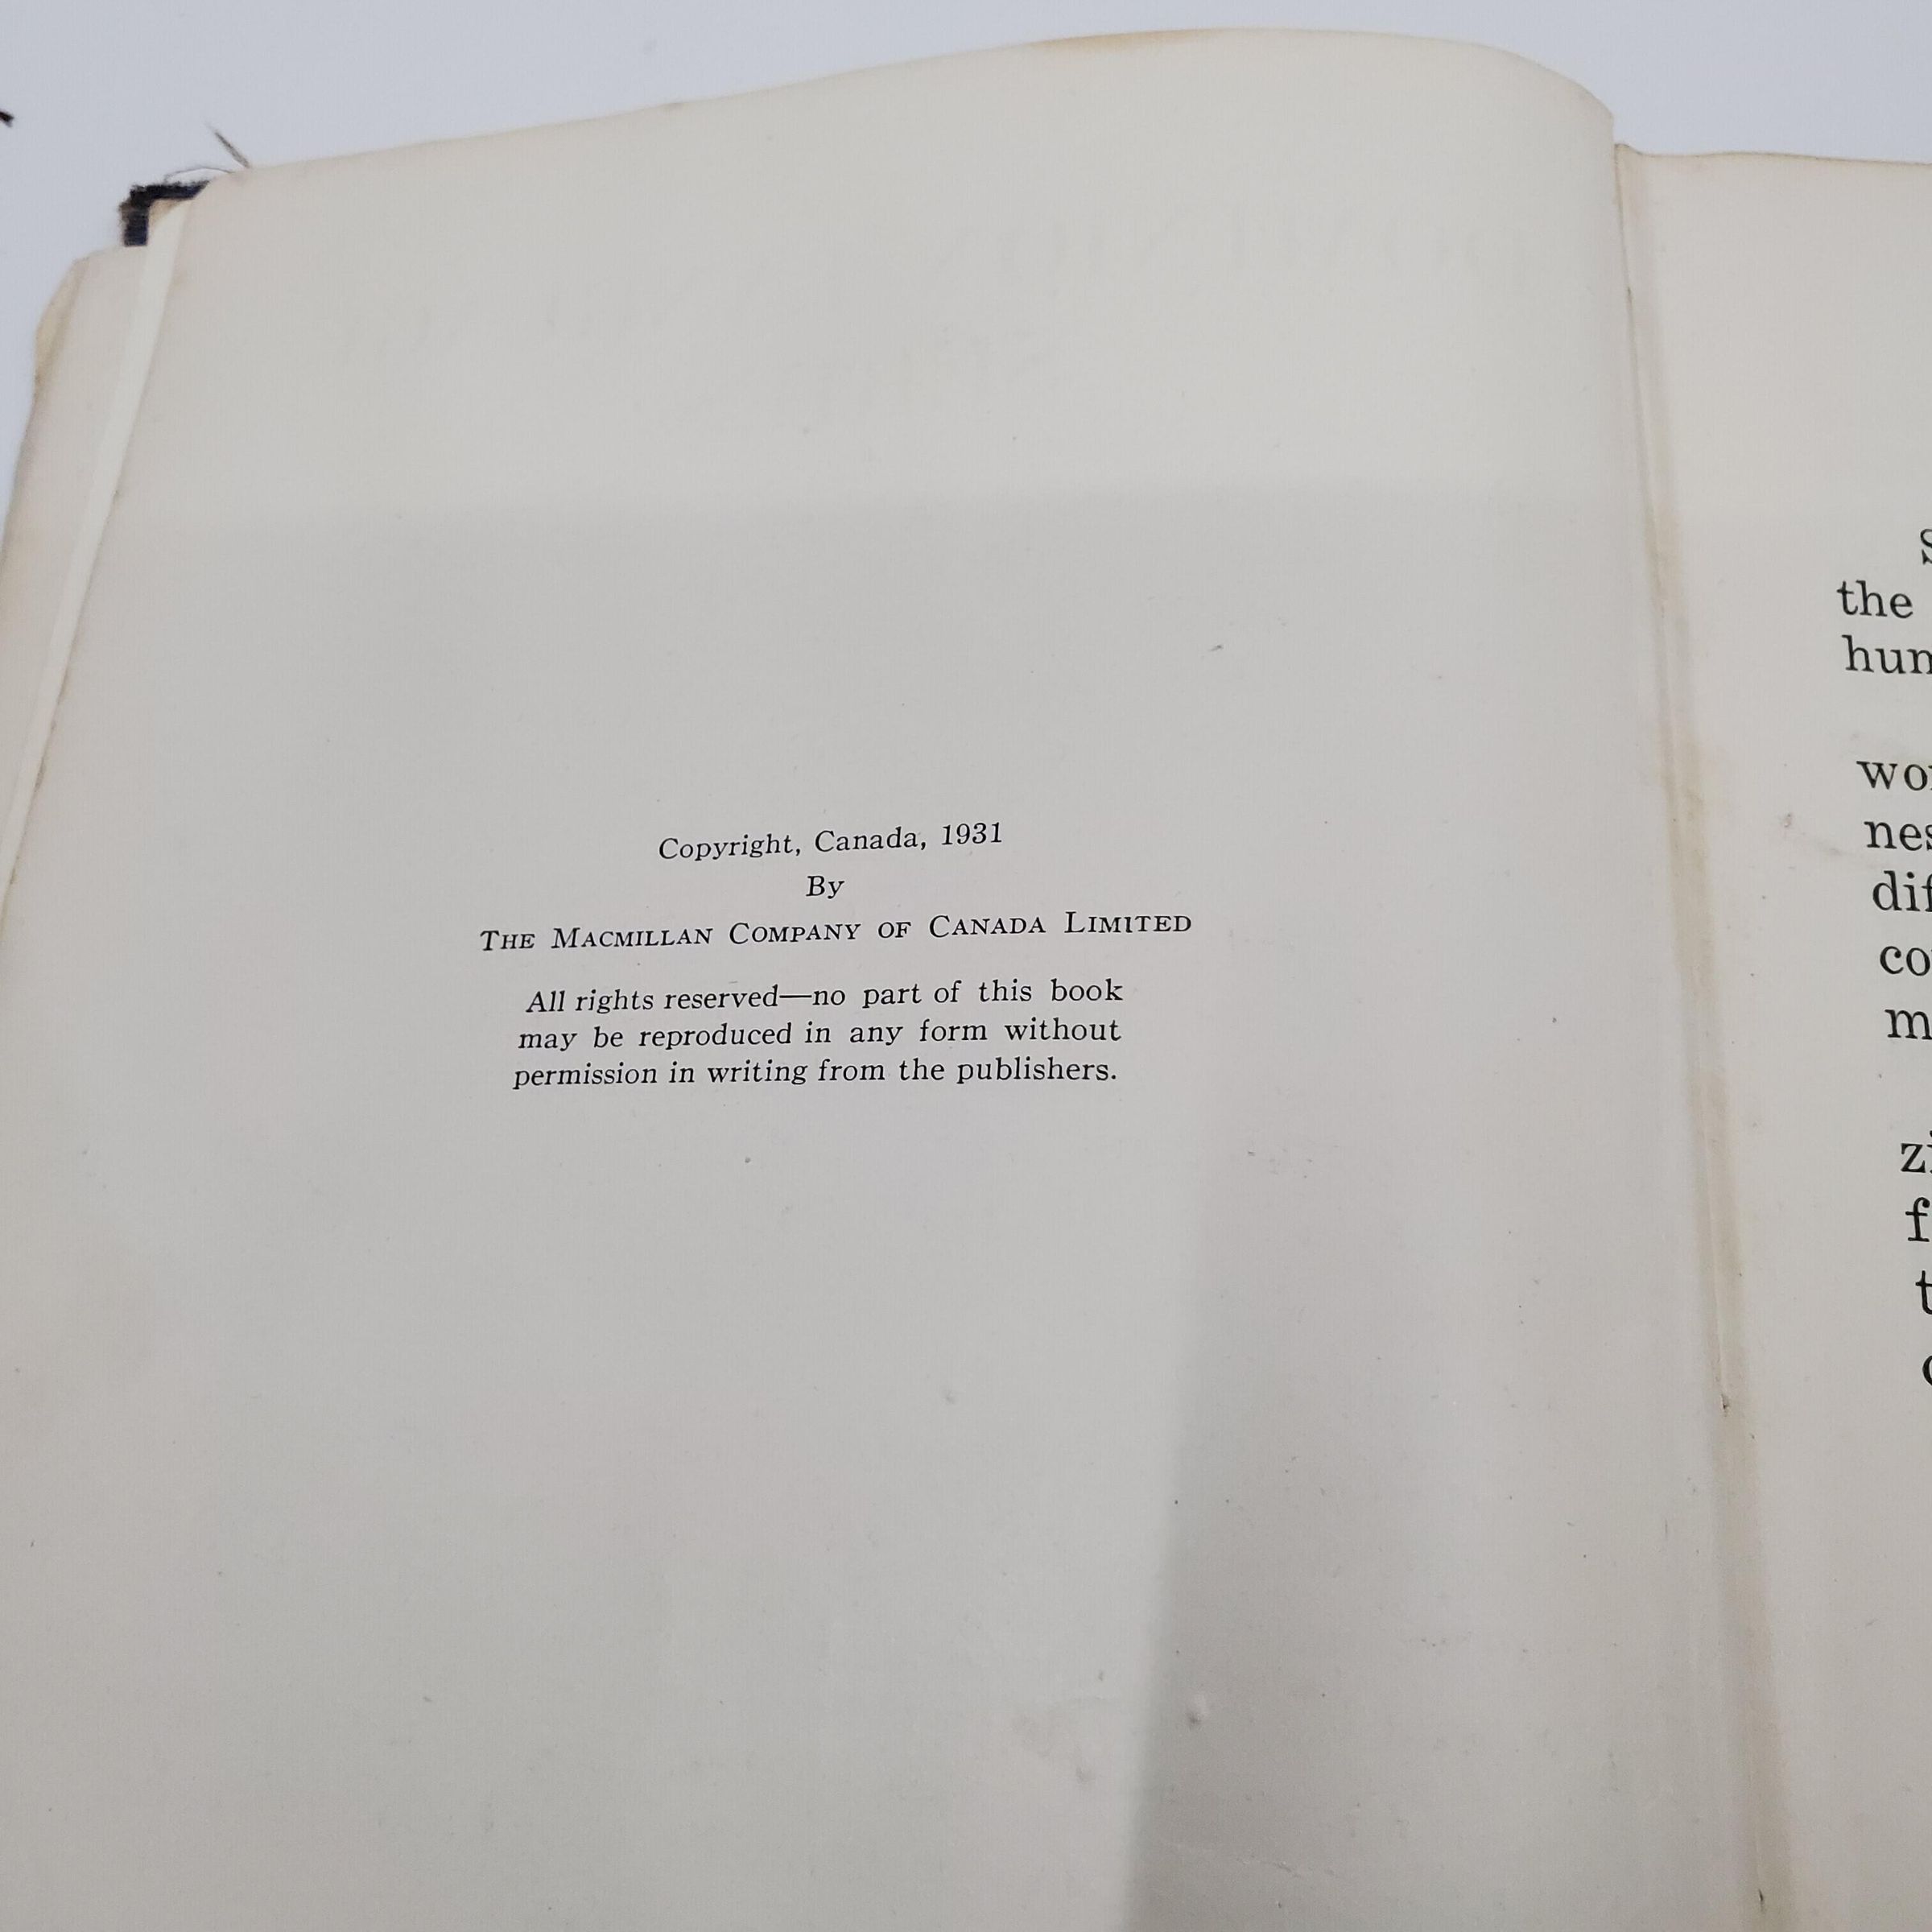 Copyright, Canada, 1931
By
THE MACMILLAN COMPANY OF CANADA LIMITED
All rights reserved—no part of this book
may be reproduced in any form without
permission in writing from the publishers.
the